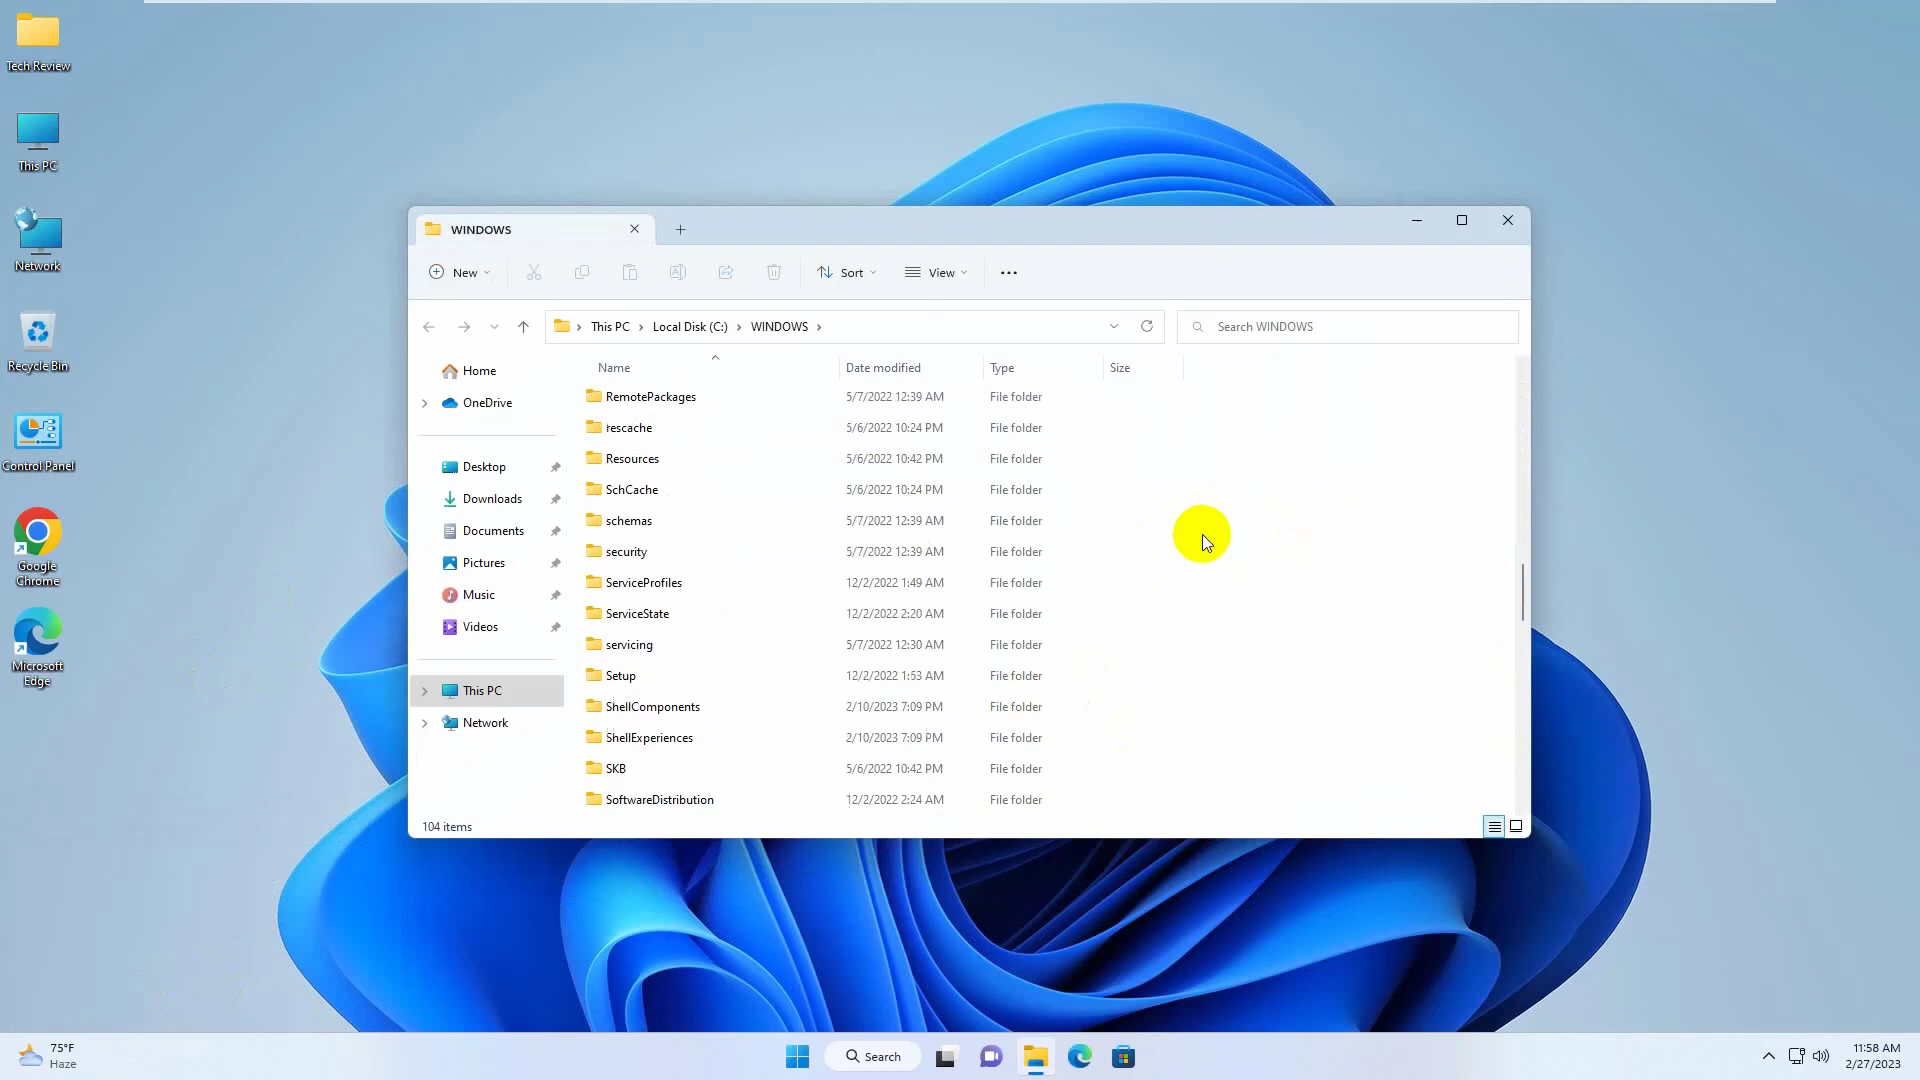 Tech Review
This PC
Network
Recycle Bin
Control Panel
Google
Chrome
Microsoft
Edge
WINDOWS
New
Sort
View
This PC
Local Disk (C:)
WINDOWS
Search WINDOWS
Home
OneDrive
Desktop
Downloads
Documents
Pictures
Music
Videos
This PC
Network
Name Date modified Type Size
RemotePackages 5/7/2022 12:39 AM File folder
rescache 5/6/2022 10:24 PM File folder
Resources 5/6/2022 10:42 PM File folder
SchCache 5/6/2022 10:24 PM File folder
schemas 5/7/2022 12:39 AM File folder
security 5/7/2022 12:39 AM File folder
ServiceProfiles 12/2/2022 1:49 AM File folder
ServiceState 12/2/2022 2:20 AM File folder
servicing 5/7/2022 12:30 AM File folder
Setup 12/2/2022 1:53 AM File folder
ShellComponents 2/10/2023 7:09 PM File folder
ShellExperiences 2/10/2023 7:09 PM File folder
SKB 5/6/2022 10:42 PM File folder
SoftwareDistribution 12/2/2022 2:24 AM File folder
104 items
75°F
Haze
Search
11:58 AM
2/27/2023